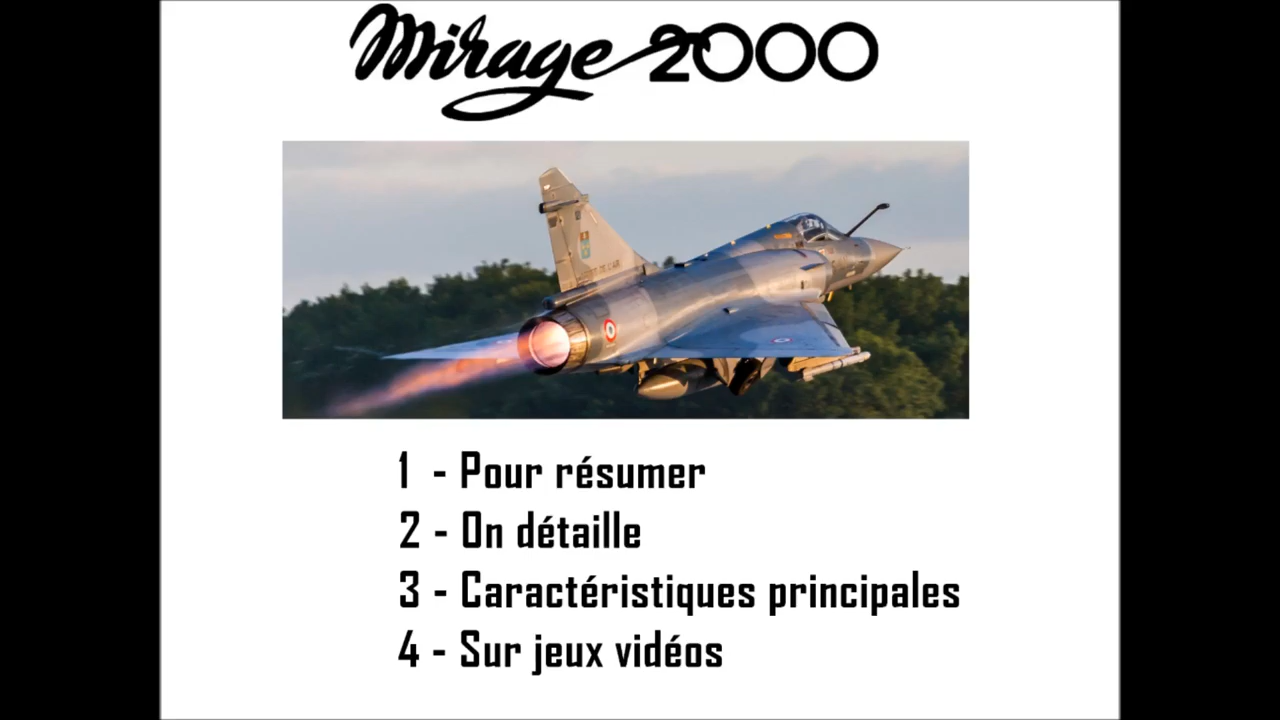 Mirage 2000
1 - Pour résumer
2 - On détaille
3 - Caractéristiques principales
4 - Sur jeux vidéos